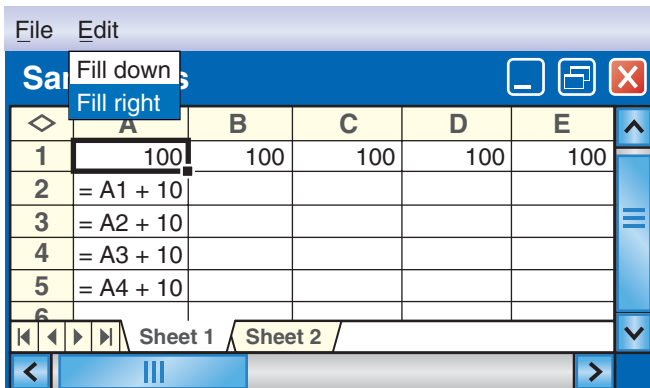 File Edit
Fill down
Fill right
A B C D E
1 100 100 100 100 100
2 = A1 + 10
3 = A2 + 10
4 = A3 + 10
5 = A4 + 10
6
Sheet 1 Sheet 2